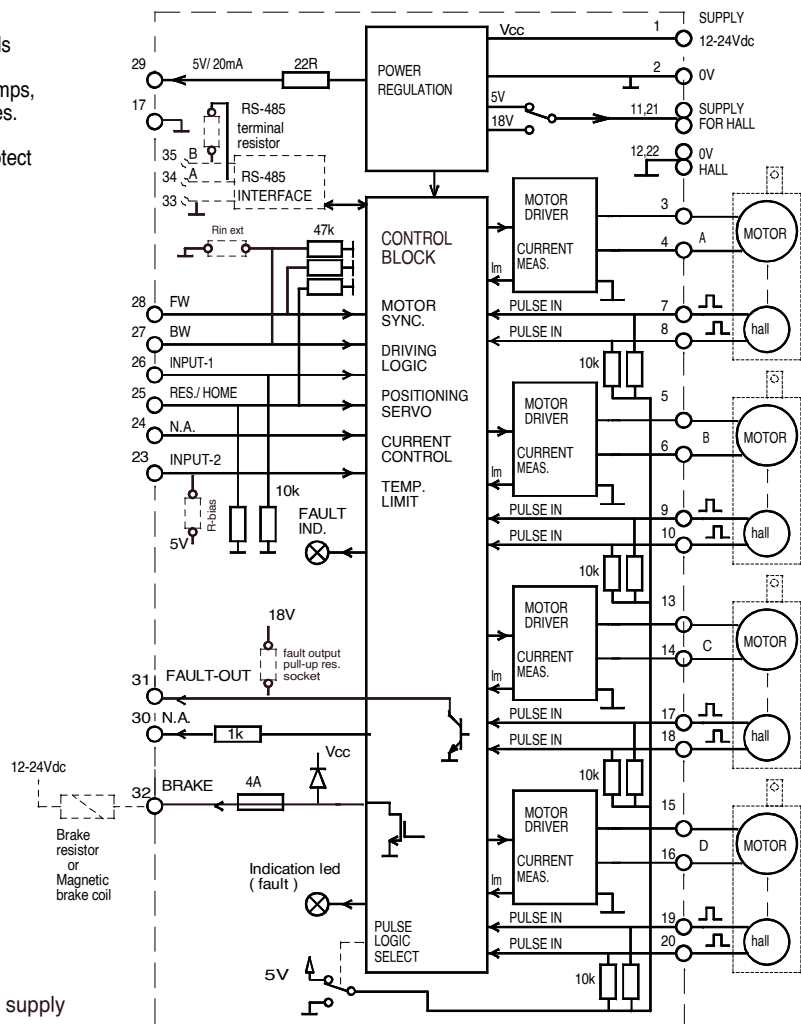 ls
mps,
es.
otect
SUPPLY
1
Vcc
12-24Vdc
29
5V/ 20mA
22R
POWER
REGULATION
2
0V
5V
18V
11,21
SUPPLY
FOR HALL
17
RS-485
terminal
resistor
35 B
34 A
33
RS-485
INTERFACE
12,22
0V
HALL
Rin ext
47k
CONTROL
BLOCK
MOTOR
SYNC.
DRIVING
LOGIC
POSITIONING
SERVO
CURRENT
CONTROL
TEMP.
LIMIT
28 FW
27 BW
26 INPUT-1
25 RES./ HOME
24 N.A.
23 INPUT-2
R-bias
5V
10k
FAULT
IND.
MOTOR
DRIVER
CURRENT
MEAS.
Im
3
4
A
MOTOR
PULSE IN
7
PULSE IN
8
hall
10k
MOTOR
DRIVER
CURRENT
MEAS.
Im
5
6
B
MOTOR
PULSE IN
9
PULSE IN
10
hall
10k
MOTOR
DRIVER
CURRENT
MEAS.
Im
13
14
C
MOTOR
PULSE IN
17
PULSE IN
18
hall
10k
MOTOR
DRIVER
CURRENT
MEAS.
Im
15
16
D
MOTOR
PULSE IN
19
PULSE IN
20
hall
10k
18V
fault output
pull-up res.
socket
31 FAULT-OUT
30 N.A.
1k
Vcc
12-24Vdc
32 BRAKE
4A
Brake
resistor
or
Magnetic
brake coil
Indication led
( fault )
PULSE
LOGIC
SELECT
5V
supply